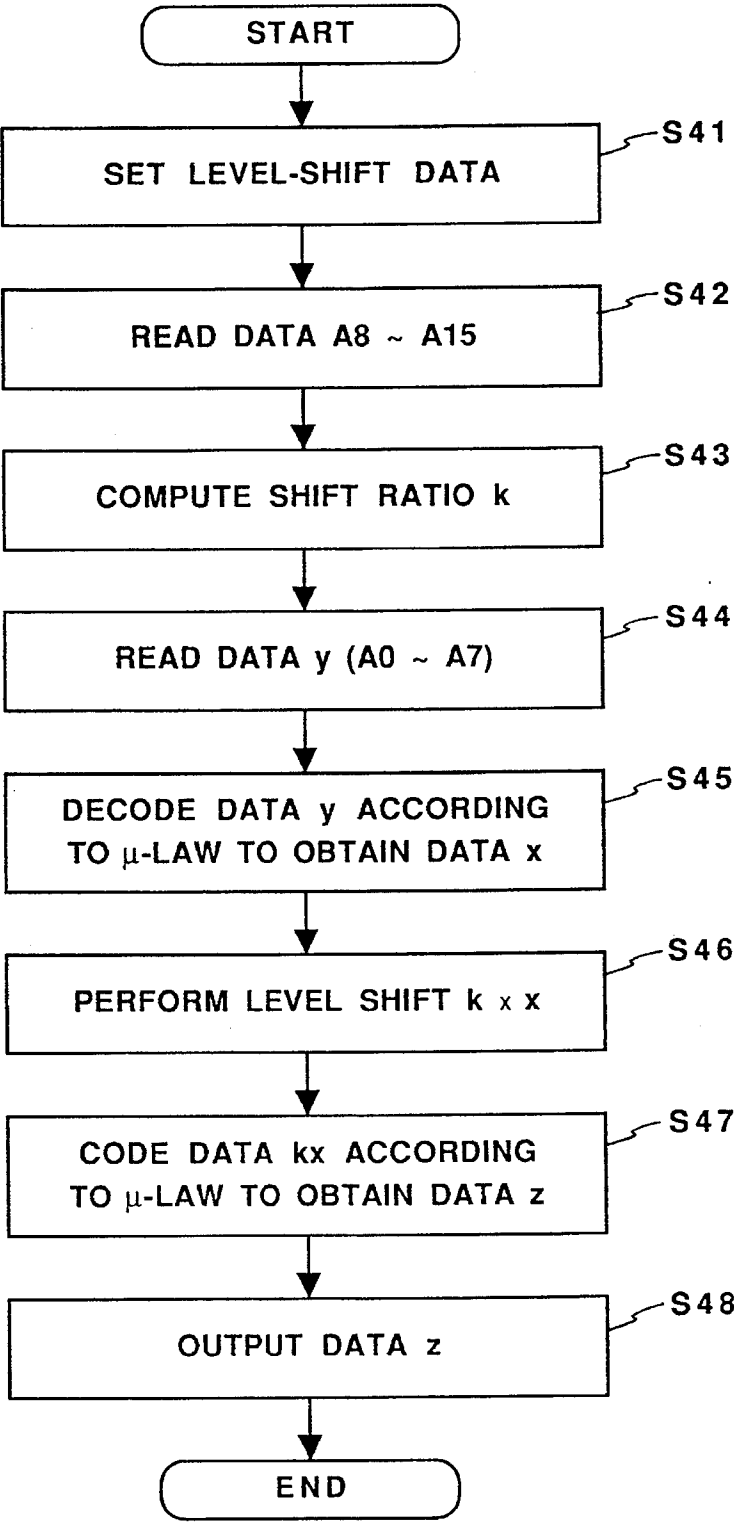 START
S41
SET LEVEL-SHIFT DATA
S42
READ DATA A8 ~ A15
S43
COMPUTE SHIFT RATIO k
S44
READ DATA y (A0 ~ A7)
S45
DECODE DATA y ACCORDING
TO μ-LAW TO OBTAIN DATA x
S46
PERFORM LEVEL SHIFT k × x
S47
CODE DATA kx ACCORDING
TO μ-LAW TO OBTAIN DATA z
S48
OUTPUT DATA z
END